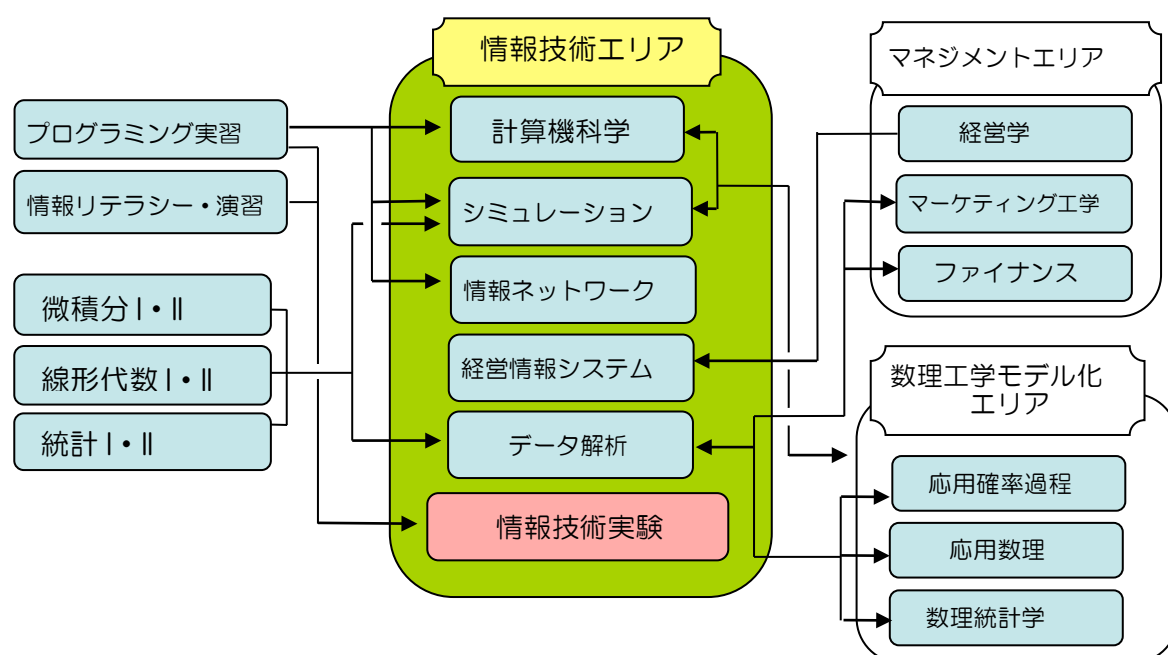 情報技術エリア
計算機科学
シミュレーション
情報ネットワーク
経営情報システム
データ解析
情報技術実験
プログラミング実習
情報リテラシー・演習
微積分Ⅰ・Ⅱ
線形代数Ⅰ・Ⅱ
統計Ⅰ・Ⅱ
マネジメントエリア
経営学
マーケティング工学
ファイナンス
数理工学モデル化
エリア
応用確率過程
応用数理
数理統計学